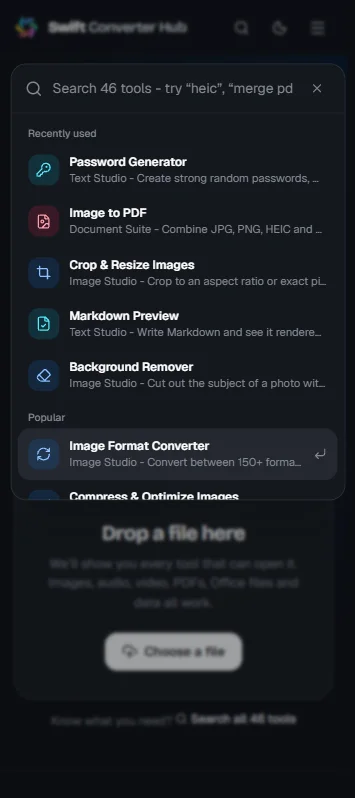 Swift Converter Hub
Search 46 tools - try “heic”, “merge pd
Recently used
Password Generator
Text Studio - Create strong random passwords, ...
Image to PDF
Document Suite - Combine JPG, PNG, HEIC and ...
Crop & Resize Images
Image Studio - Crop to an aspect ratio or exact pi...
Markdown Preview
Text Studio - Write Markdown and see it rendere...
Background Remover
Image Studio - Cut out the subject of a photo wit...
Popular
Image Format Converter
Image Studio - Convert between 150+ forma...
Compress & Optimize Images
Drop a file here
We'll show you every tool that can open it.
Images, audio, video, PDFs, Office files and
data all work.
Choose a file
Know what you need? Search all 46 tools